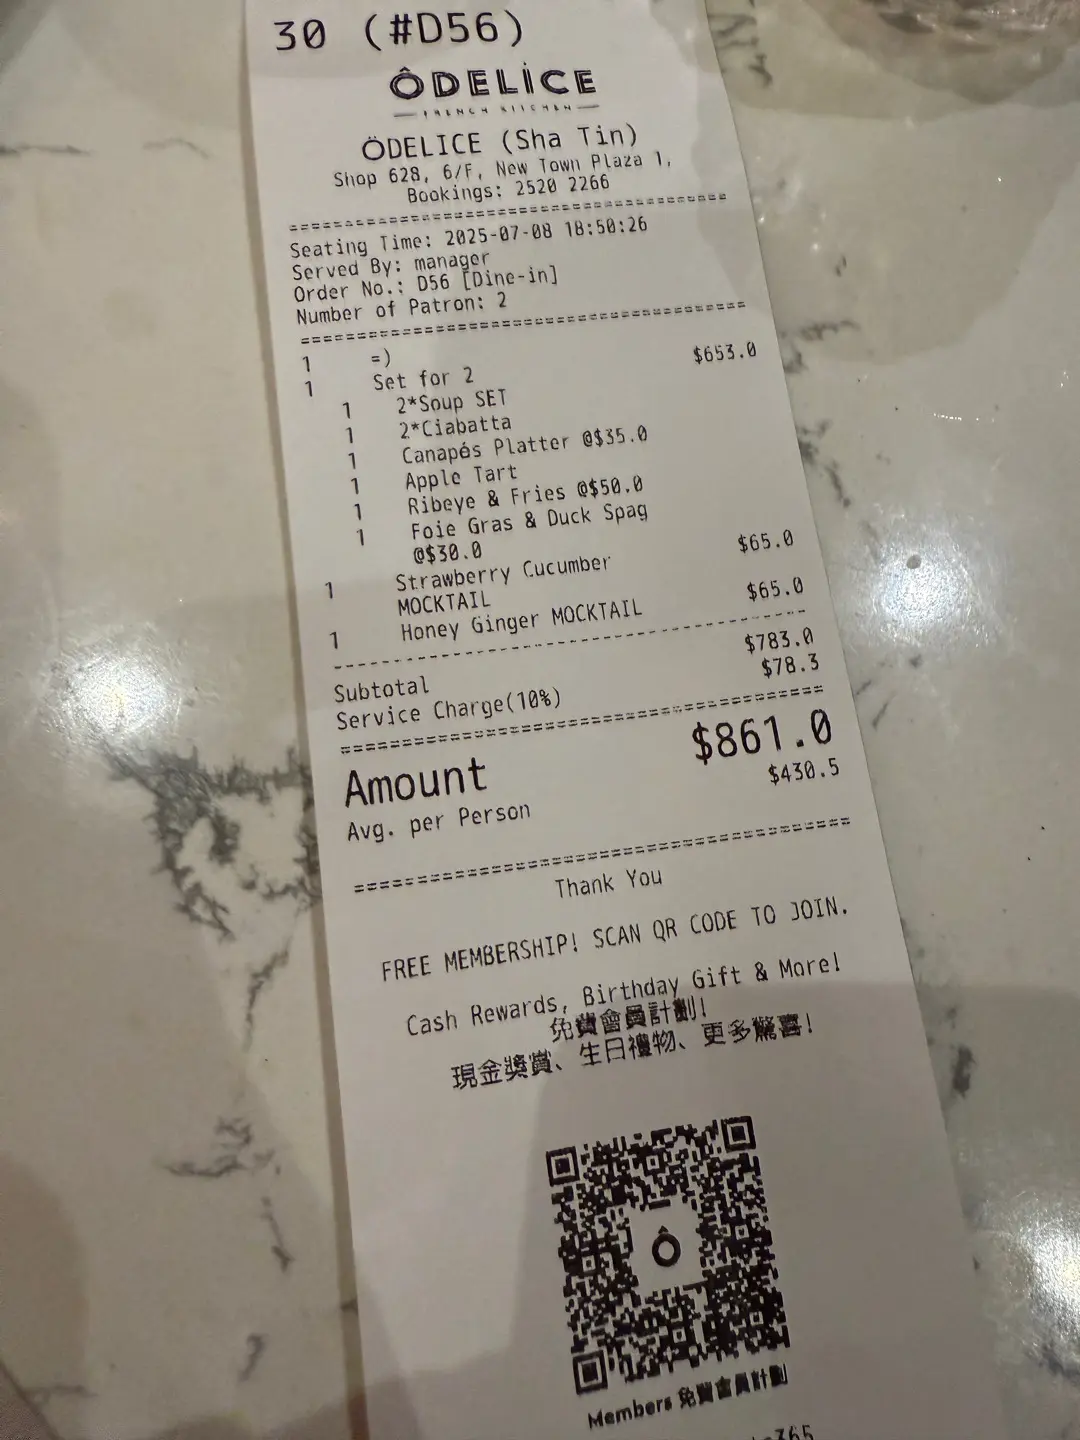 30 (#D56)
ÔDELİCE
FRENCH KITCHEN
ÖDELICE (Sha Tin)
Shop 628, 6/F, New Town Plaza 1,
Bookings: 2520 2266
Seating Time: 2025-07-08 18:50:26
Served By: manager
Order No.: D56 [Dine-in]
Number of Patron: 2
1 =)
1 Set for 2 $653.0
1 2*Soup SET
1 2*Ciabatta
1 Canapés Platter @$35.0
1 Apple Tart
1 Ribeye & Fries @$50.0
1 Foie Gras & Duck Spag
@$30.0
1 Strawberry Cucumber $65.0
MOCKTAIL
1 Honey Ginger MOCKTAIL $65.0
Subtotal $783.0
Service Charge(10%) $78.3
Amount $861.0
Avg. per Person $430.5
Thank You
FREE MEMBERSHIP! SCAN QR CODE TO JOIN.
Cash Rewards, Birthday Gift & More!
免費會員計劃!
現金獎賞、生日禮物、更多驚喜!
Ô
Members 免費會員計劃